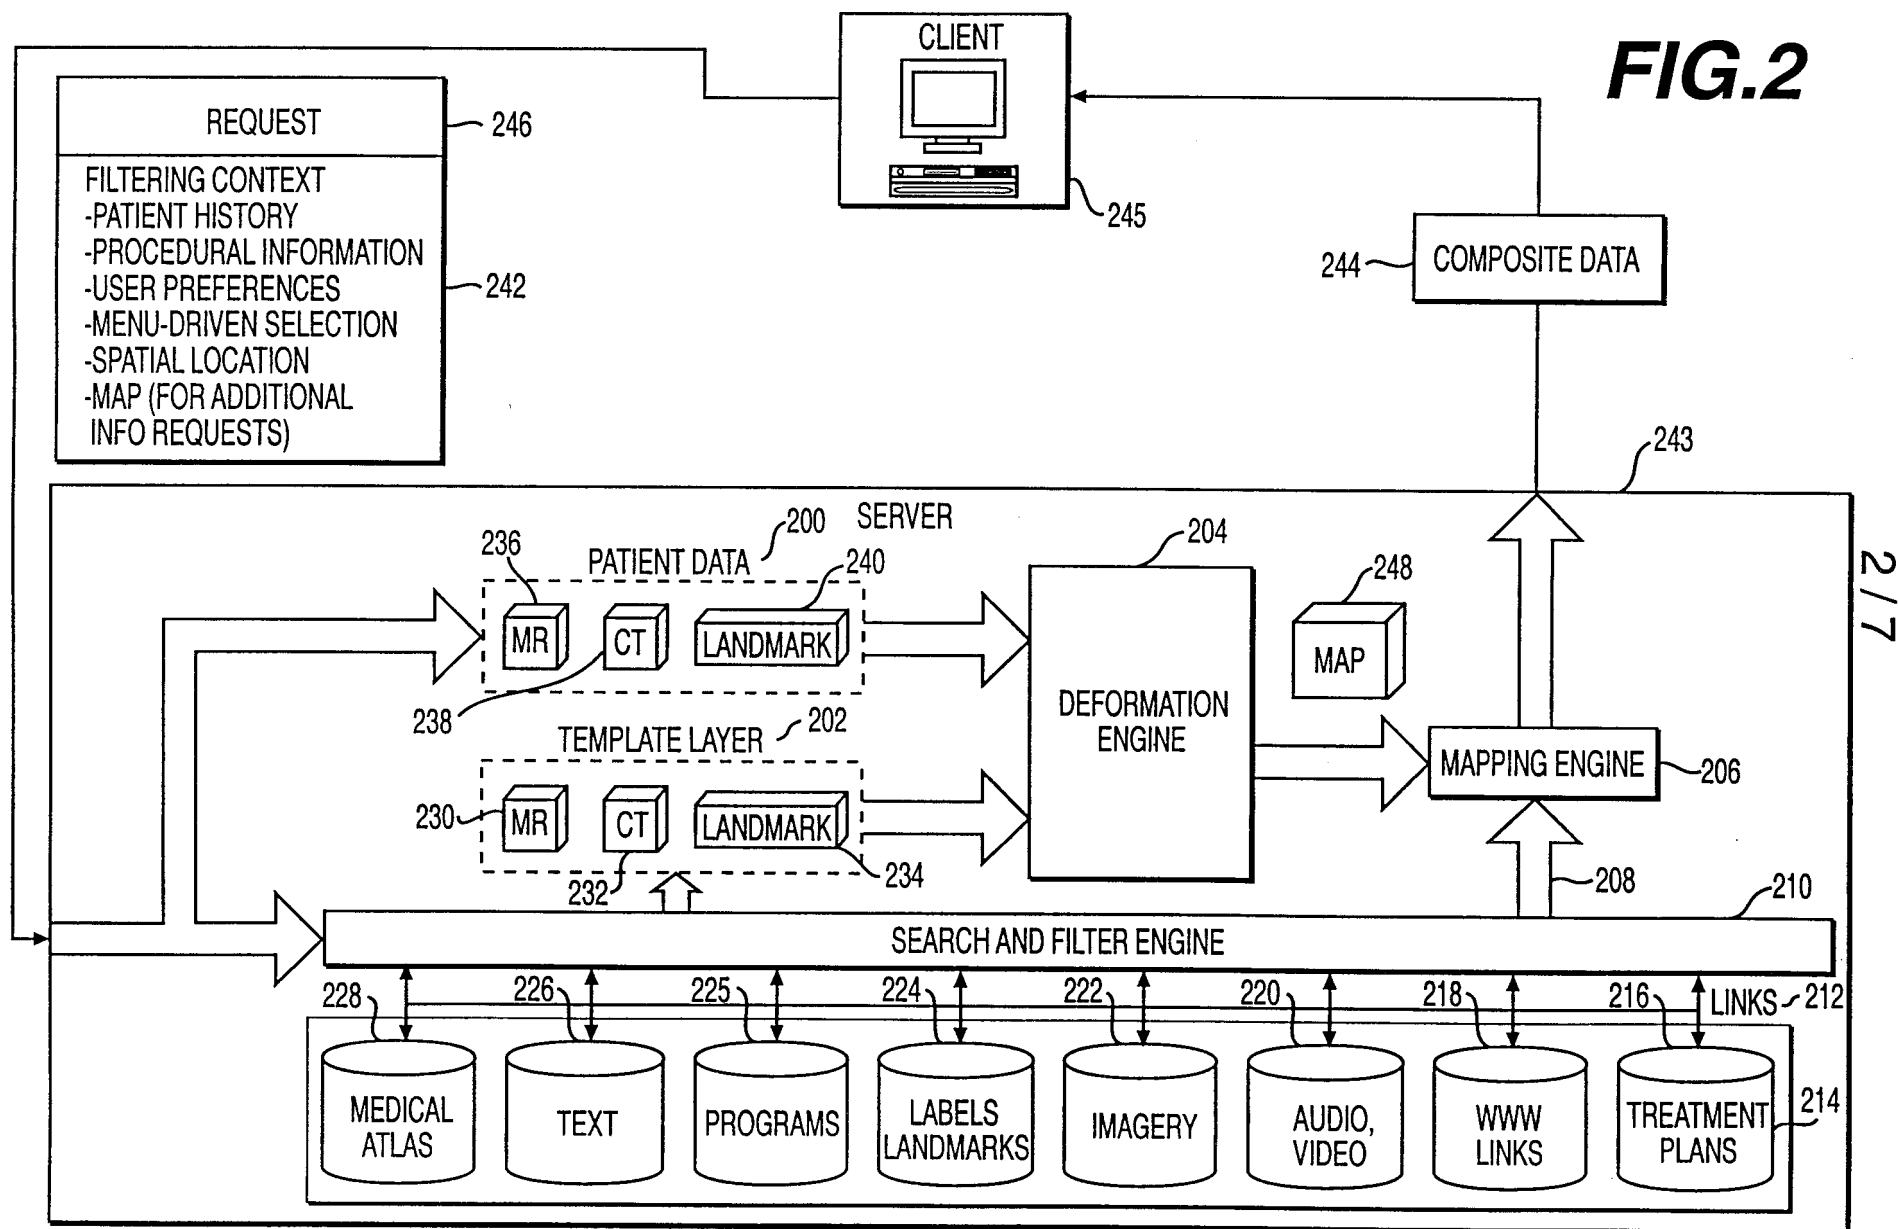 CLIENT
FIG.2
REQUEST
246
FILTERING CONTEXT
-PATIENT HISTORY
-PROCEDURAL INFORMATION
-USER PREFERENCES
-MENU-DRIVEN SELECTION
-SPATIAL LOCATION
-MAP (FOR ADDITIONAL
INFO REQUESTS)
242
245
244
COMPOSITE DATA
243
SERVER
200
PATIENT DATA
236
240
204
248
MR
CT
LANDMARK
MAP
238
DEFORMATION
ENGINE
202
TEMPLATE LAYER
MAPPING ENGINE
206
230
MR
CT
LANDMARK
232
234
208
210
SEARCH AND FILTER ENGINE
228
226
225
224
222
220
218
216
LINKS
212
MEDICAL
ATLAS
TEXT
PROGRAMS
LABELS
LANDMARKS
IMAGERY
AUDIO,
VIDEO
WWW
LINKS
TREATMENT
PLANS
214
2/7